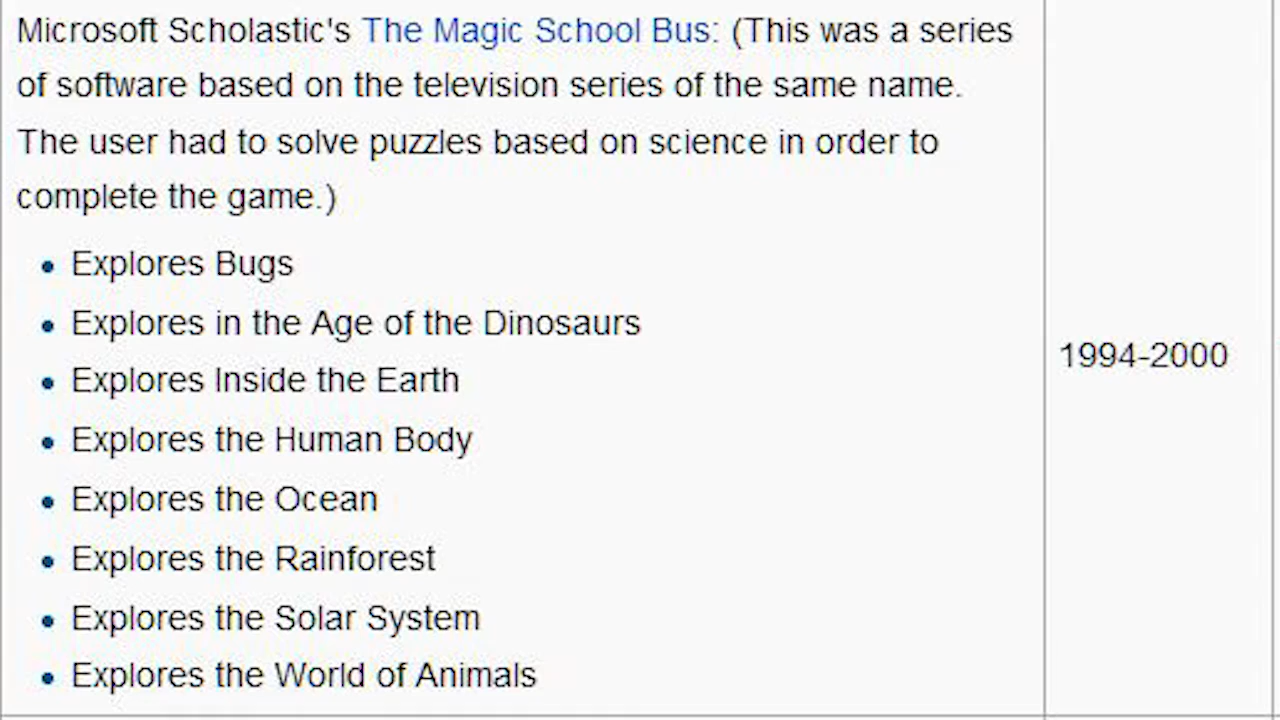 Microsoft Scholastic's The Magic School Bus: (This was a series
of software based on the television series of the same name.
The user had to solve puzzles based on science in order to
complete the game.)
• Explores Bugs
• Explores in the Age of the Dinosaurs
• Explores Inside the Earth
• Explores the Human Body
• Explores the Ocean
• Explores the Rainforest
• Explores the Solar System
• Explores the World of Animals
1994-2000